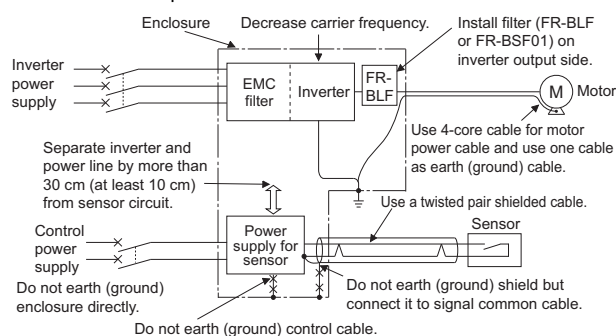 Enclosure
Decrease carrier frequency.
Install filter (FR-BLF
or FR-BSF01) on
inverter output side.
Inverter
power
supply
EMC
filter
Inverter
FR-
BLF
M
Motor
Use 4-core cable for motor
power cable and use one cable
as earth (ground) cable.
Separate inverter and
power line by more than
30 cm (at least 10 cm)
from sensor circuit.
Use a twisted pair shielded cable.
Control
power
supply
Power
supply for
sensor
Sensor
Do not earth (ground)
enclosure directly.
Do not earth (ground) shield but
connect it to signal common cable.
Do not earth (ground) control cable.